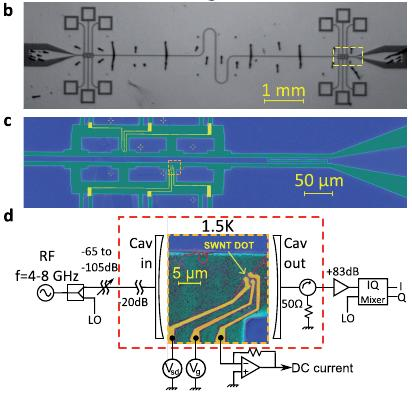 b
1 mm
c
50 µm
d
1.5K
RF
f=4-8 GHz
-65 to
-105dB
LO
20dB
Cav
in
SWNT DOT
5 µm
Cav
out
50Ω
+83dB
LO
IQ
Mixer
I
Q
Vsd
Vg
-
+
DC current